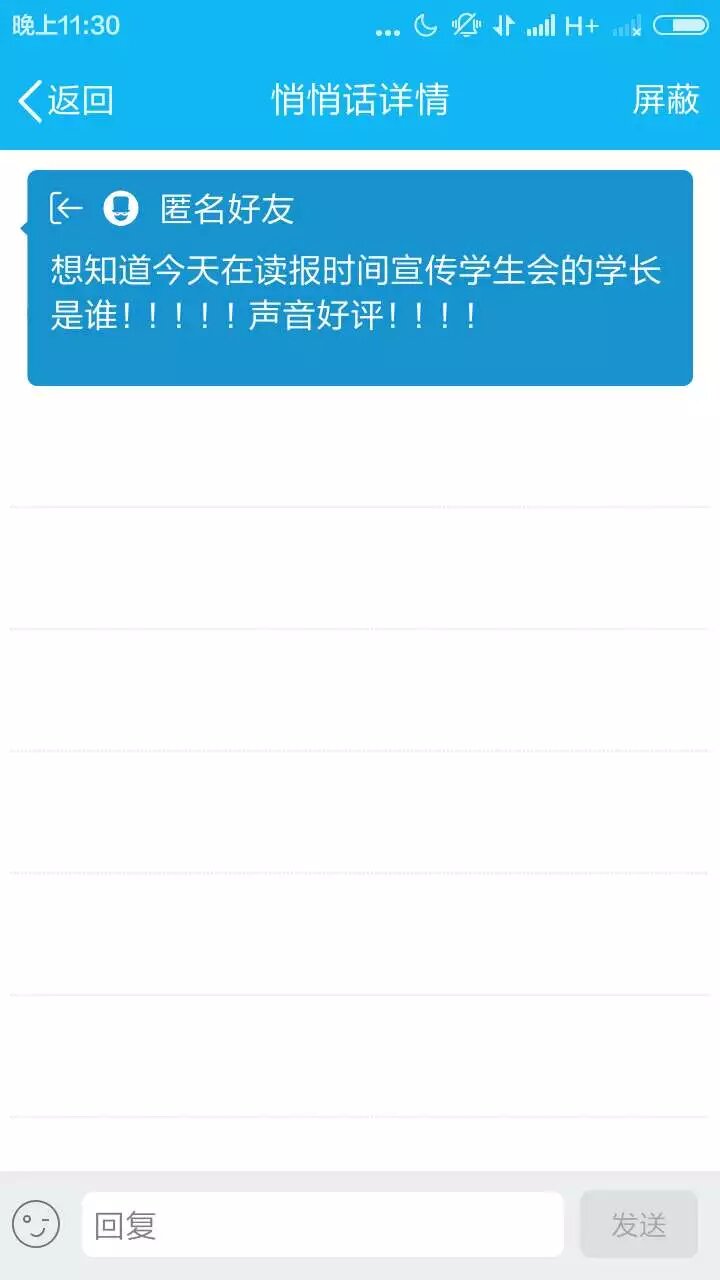 晚上11:30
H+
返回
悄悄话详情
屏蔽
匿名好友
想知道今天在读报时间宣传学生会的学长
是谁！！！！！声音好评！！！！
回复
发送